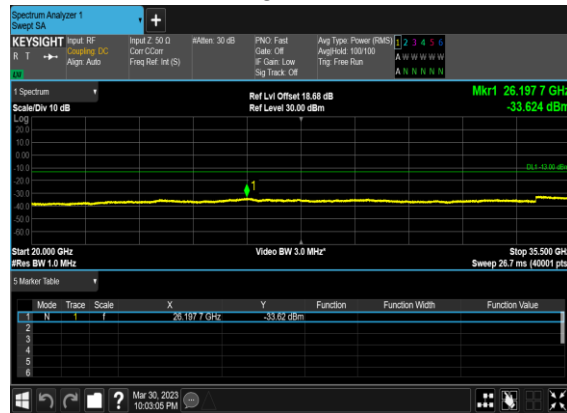 Spectrum Analyzer 1
Swept SA
+
KEYSIGHT Input: RF Input Z: 50 Ω #Atten: 30 dB PNO: Fast Avg Type: Power (RMS) 1 2 3 4 5 6
R T Coupling: DC Corr CCorr Gate: Off Avg|Hold: 100/100 A W W W W W
Align: Auto Freq Ref: Int (S) IF Gain: Low Trig: Free Run
Sig Track: Off A N N N N N
LW
1 Spectrum Ref Lvl Offset 18.68 dB Mkr1 26.197 7 GHz
Scale/Div 10 dB Ref Level 30.00 dBm -33.624 dBm
Log
20.0
10.0
0.00
-10.0 DL1 -13.00 dBm
-20.0
1
-30.0
-40.0
-50.0
-60.0
Start 20.000 GHz Video BW 3.0 MHz* Stop 35.500 GHz
#Res BW 1.0 MHz Sweep 26.7 ms (40001 pts
5 Marker Table
Mode Trace Scale X Y Function Function Width Function Value
1 N 1 f 26.197 7 GHz -33.62 dBm
2
3
4
5
6
? Mar 30, 2023
10:03:05 PM